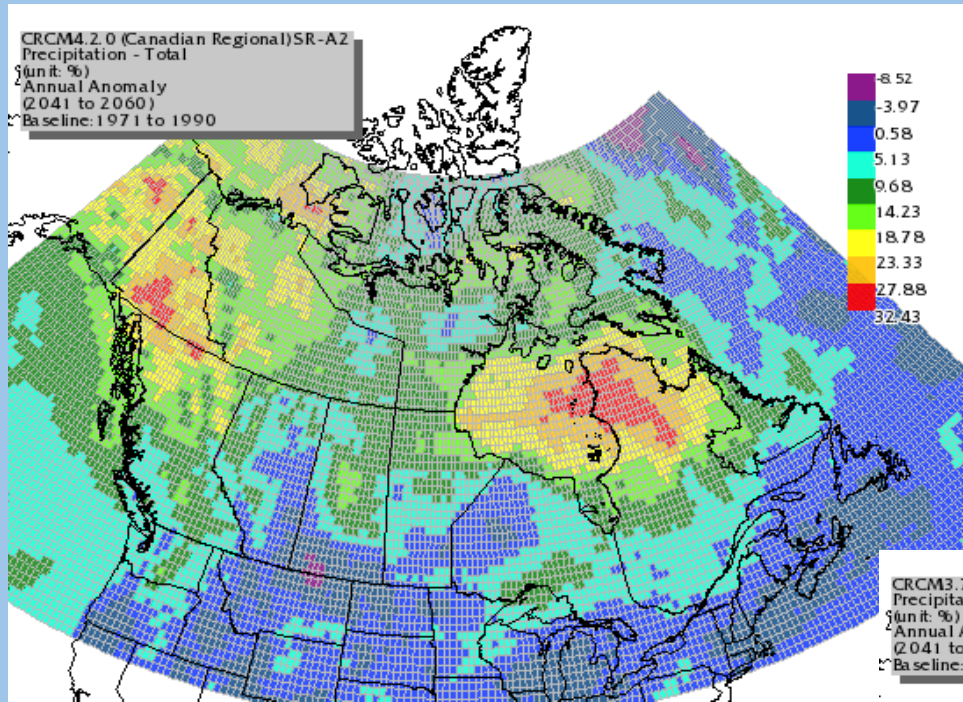 CRCM4.2.0 (Canadian Regional)SR-A2
Precipitation - Total
(unit: %)
Annual Anomaly
(2041 to 2060)
Baseline:1971 to 1990
-8.52
-3.97
0.58
5.13
9.68
14.23
18.78
23.33
27.88
32.43
CRCM3.7
Precipita
(unit: %)
Annual A
(2041 to
Baseline: